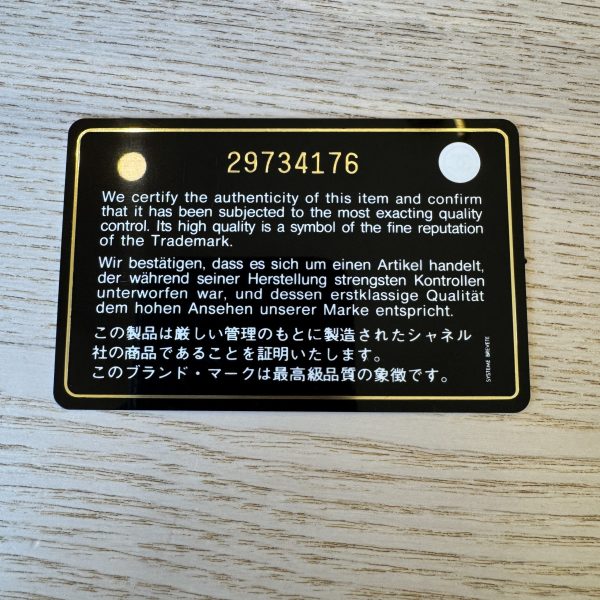 29734176
We certify the authenticity of this item and confirm
that it has been subjected to the most exacting quality
control. Its high quality is a symbol of the fine reputation
of the Trademark.
Wir bestätigen, dass es sich um einen Artikel handelt,
der während seiner Herstellung strengsten Kontrollen
unterworfen war, und dessen erstklassige Qualität
dem hohen Ansehen unserer Marke entspricht.
この製品は厳しい管理のもとに製造されたシャネル
社の商品であることを証明いたします。
このブランド・マークは最高級品質の象徴です。
SYSTEME BREVETE